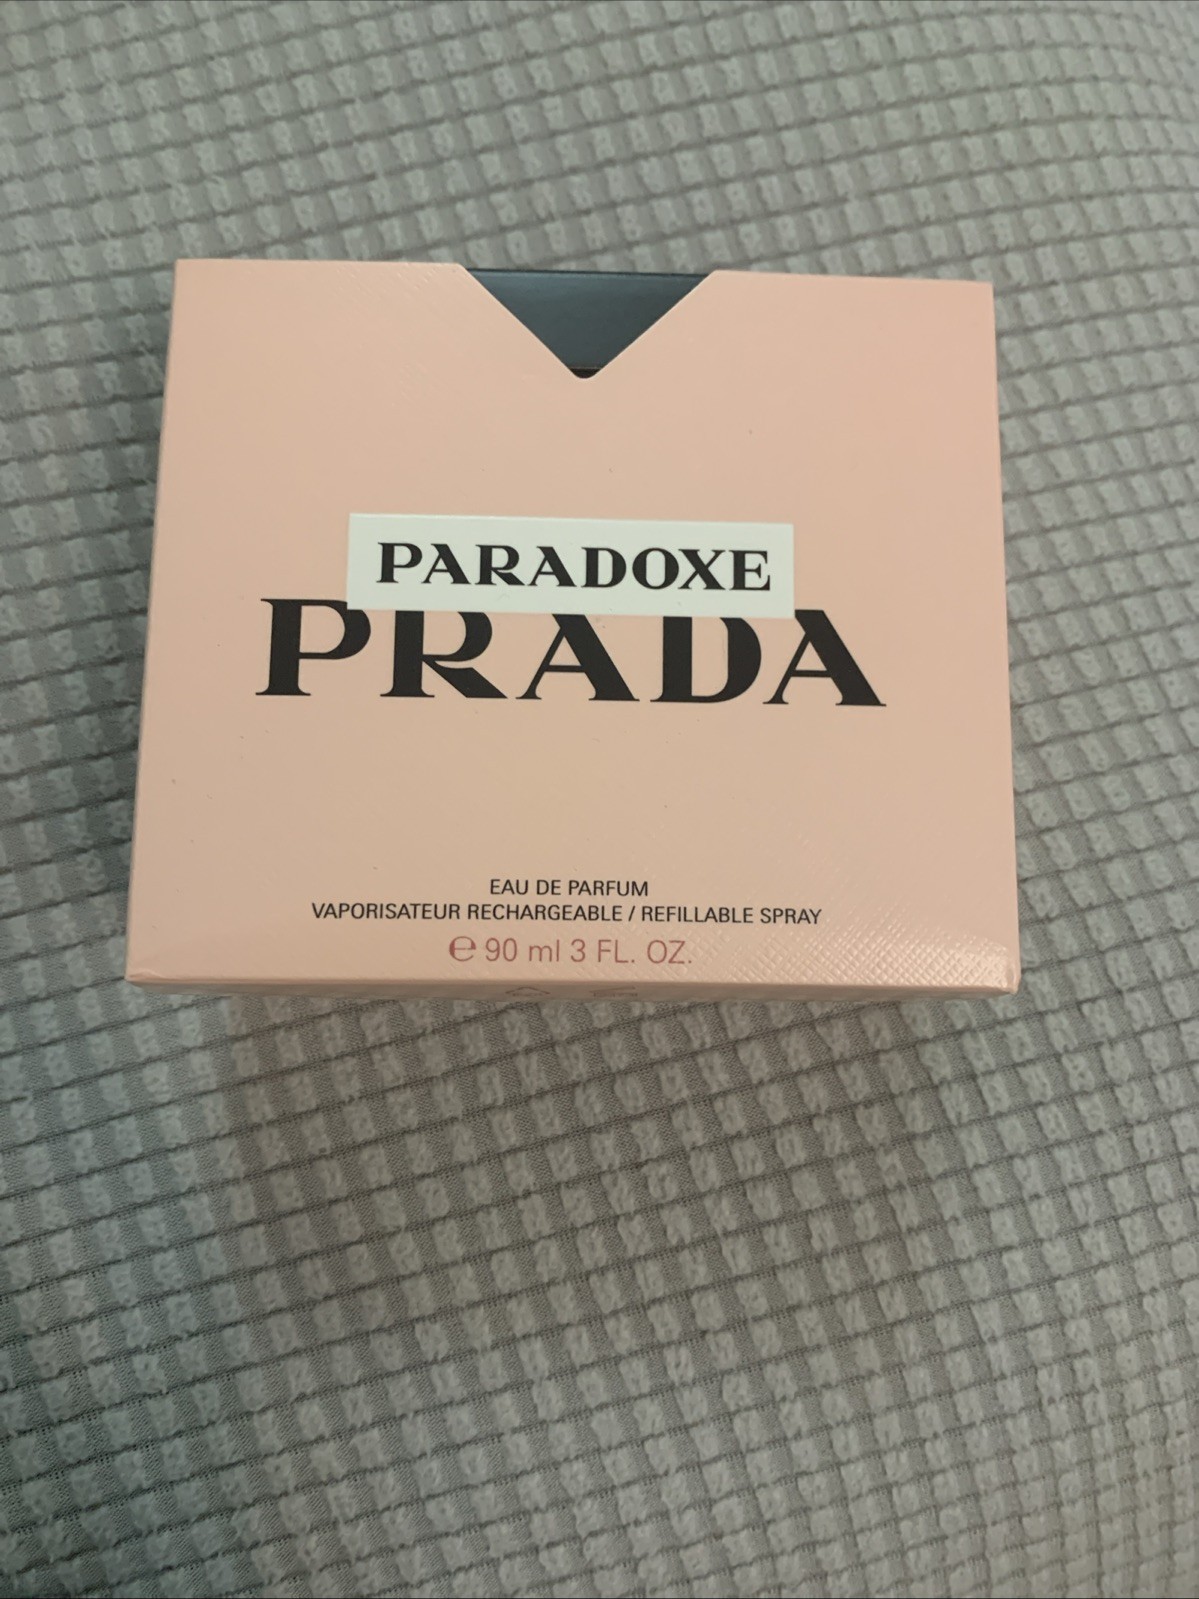 PARADOXE
PRADA
EAU DE PARFUM
VAPORISATEUR RECHARGEABLE / REFILLABLE SPRAY
℮ 90 ml 3 FL. OZ.